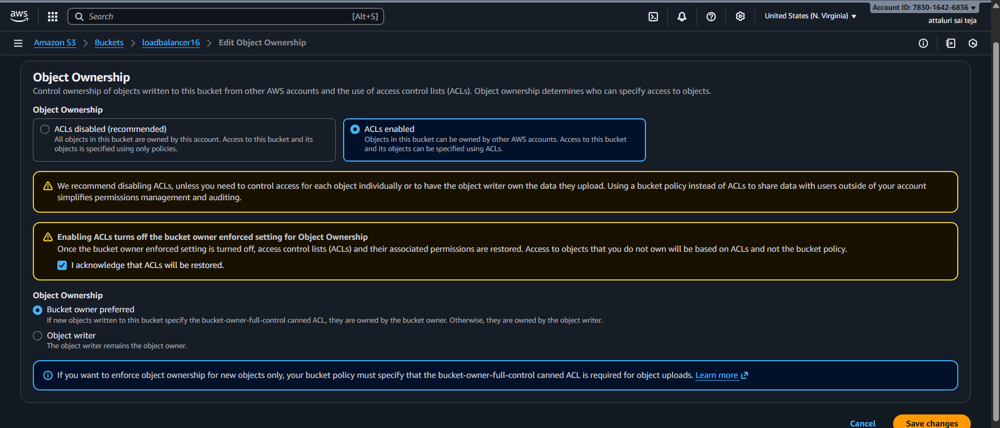 aws
Search
[Alt+S]
United States (N. Virginia)
Account ID: 7830-1642-6836
attaluri sai teja
Amazon S3
Buckets
loadbalancer16
Edit Object Ownership
Object Ownership
Control ownership of objects written to this bucket from other AWS accounts and the use of access control lists (ACLs). Object ownership determines who can specify access to objects.
Object Ownership
ACLs disabled (recommended)
All objects in this bucket are owned by this account. Access to this bucket and its
objects is specified using only policies.
ACLs enabled
Objects in this bucket can be owned by other AWS accounts. Access to this bucket
and its objects can be specified using ACLs.
We recommend disabling ACLs, unless you need to control access for each object individually or to have the object writer own the data they upload. Using a bucket policy instead of ACLs to share data with users outside of your account
simplifies permissions management and auditing.
Enabling ACLs turns off the bucket owner enforced setting for Object Ownership
Once the bucket owner enforced setting is turned off, access control lists (ACLs) and their associated permissions are restored. Access to objects that you do not own will be based on ACLs and not the bucket policy.
I acknowledge that ACLs will be restored.
Object Ownership
Bucket owner preferred
If new objects written to this bucket specify the bucket-owner-full-control canned ACL, they are owned by the bucket owner. Otherwise, they are owned by the object writer.
Object writer
The object writer remains the object owner.
If you want to enforce object ownership for new objects only, your bucket policy must specify that the bucket-owner-full-control canned ACL is required for object uploads. Learn more
Cancel
Save changes